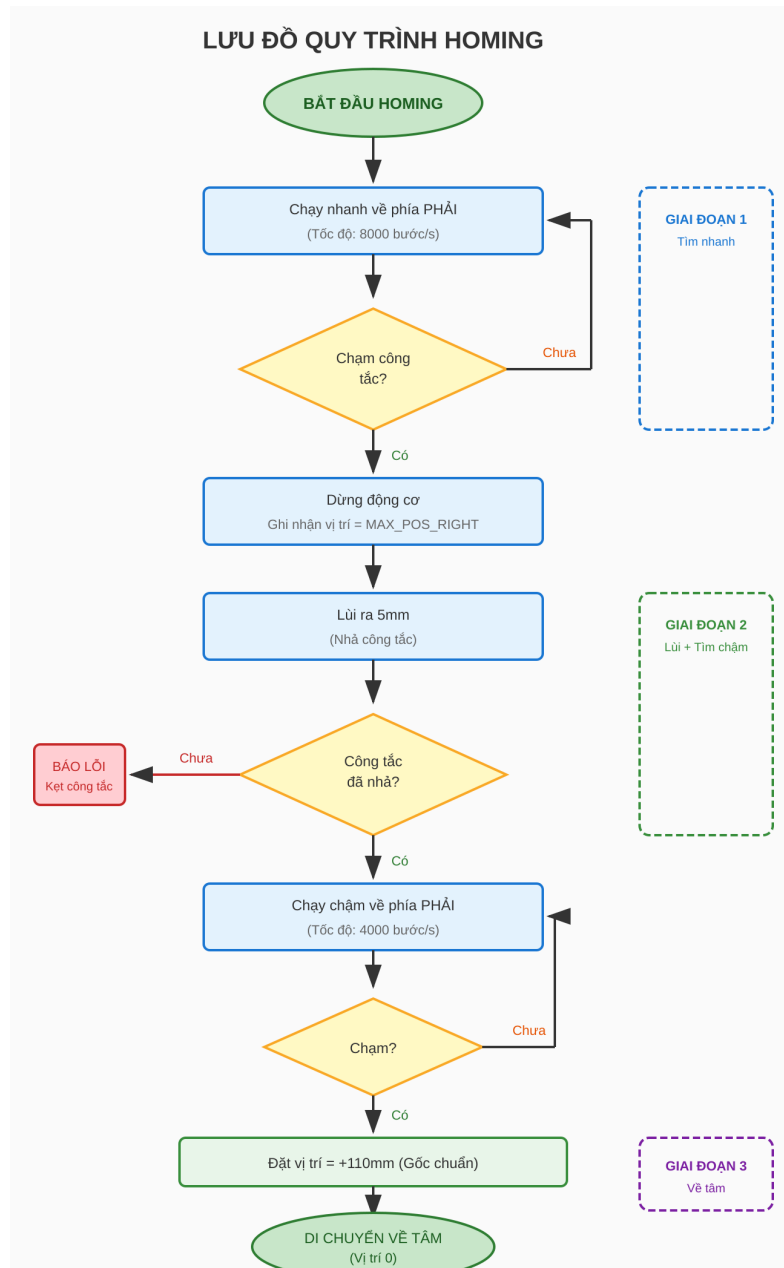 LƯU ĐỒ QUY TRÌNH HOMING
BẮT ĐẦU HOMING
Chạy nhanh về phía PHẢI
(Tốc độ: 8000 bước/s)
GIAI ĐOẠN 1
Tìm nhanh
Chạm công
tắc?
Chưa
Có
Dừng động cơ
Ghi nhận vị trí = MAX_POS_RIGHT
Lùi ra 5mm
(Nhả công tắc)
GIAI ĐOẠN 2
Lùi + Tìm chậm
Công tắc
đã nhả?
Chưa
BÁO LỖI
Kẹt công tắc
Có
Chạy chậm về phía PHẢI
(Tốc độ: 4000 bước/s)
Chạm?
Chưa
Có
Đặt vị trí = +110mm (Gốc chuẩn)
GIAI ĐOẠN 3
Về tâm
DI CHUYỂN VỀ TÂM
(Vị trí 0)